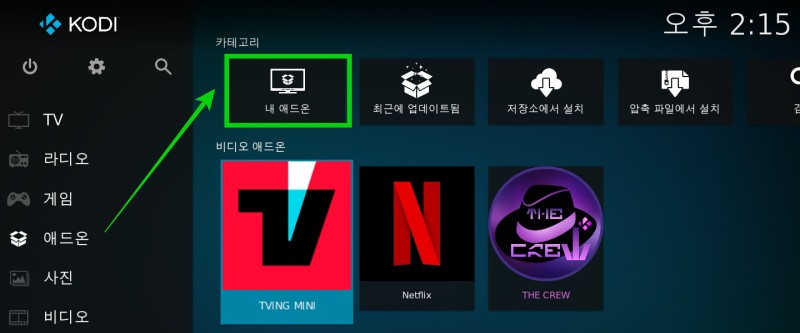 KODI
오후 2:15
카테고리
내 애드온
최근에 업데이트됨
저장소에서 설치
압축 파일에서 설치
TV
라디오
게임
애드온
사진
비디오
비디오 애드온
TVING MINI
Netflix
THE CREW
THE CREW